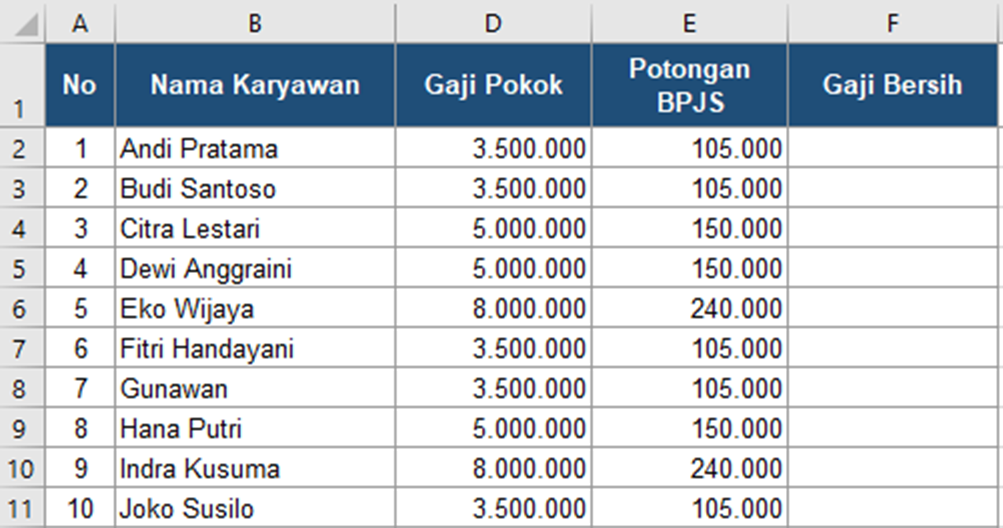 A B D E F
1 No Nama Karyawan Gaji Pokok Potongan BPJS Gaji Bersih
2 1 Andi Pratama 3.500.000 105.000
3 2 Budi Santoso 3.500.000 105.000
4 3 Citra Lestari 5.000.000 150.000
5 4 Dewi Anggraini 5.000.000 150.000
6 5 Eko Wijaya 8.000.000 240.000
7 6 Fitri Handayani 3.500.000 105.000
8 7 Gunawan 3.500.000 105.000
9 8 Hana Putri 5.000.000 150.000
10 9 Indra Kusuma 8.000.000 240.000
11 10 Joko Susilo 3.500.000 105.000